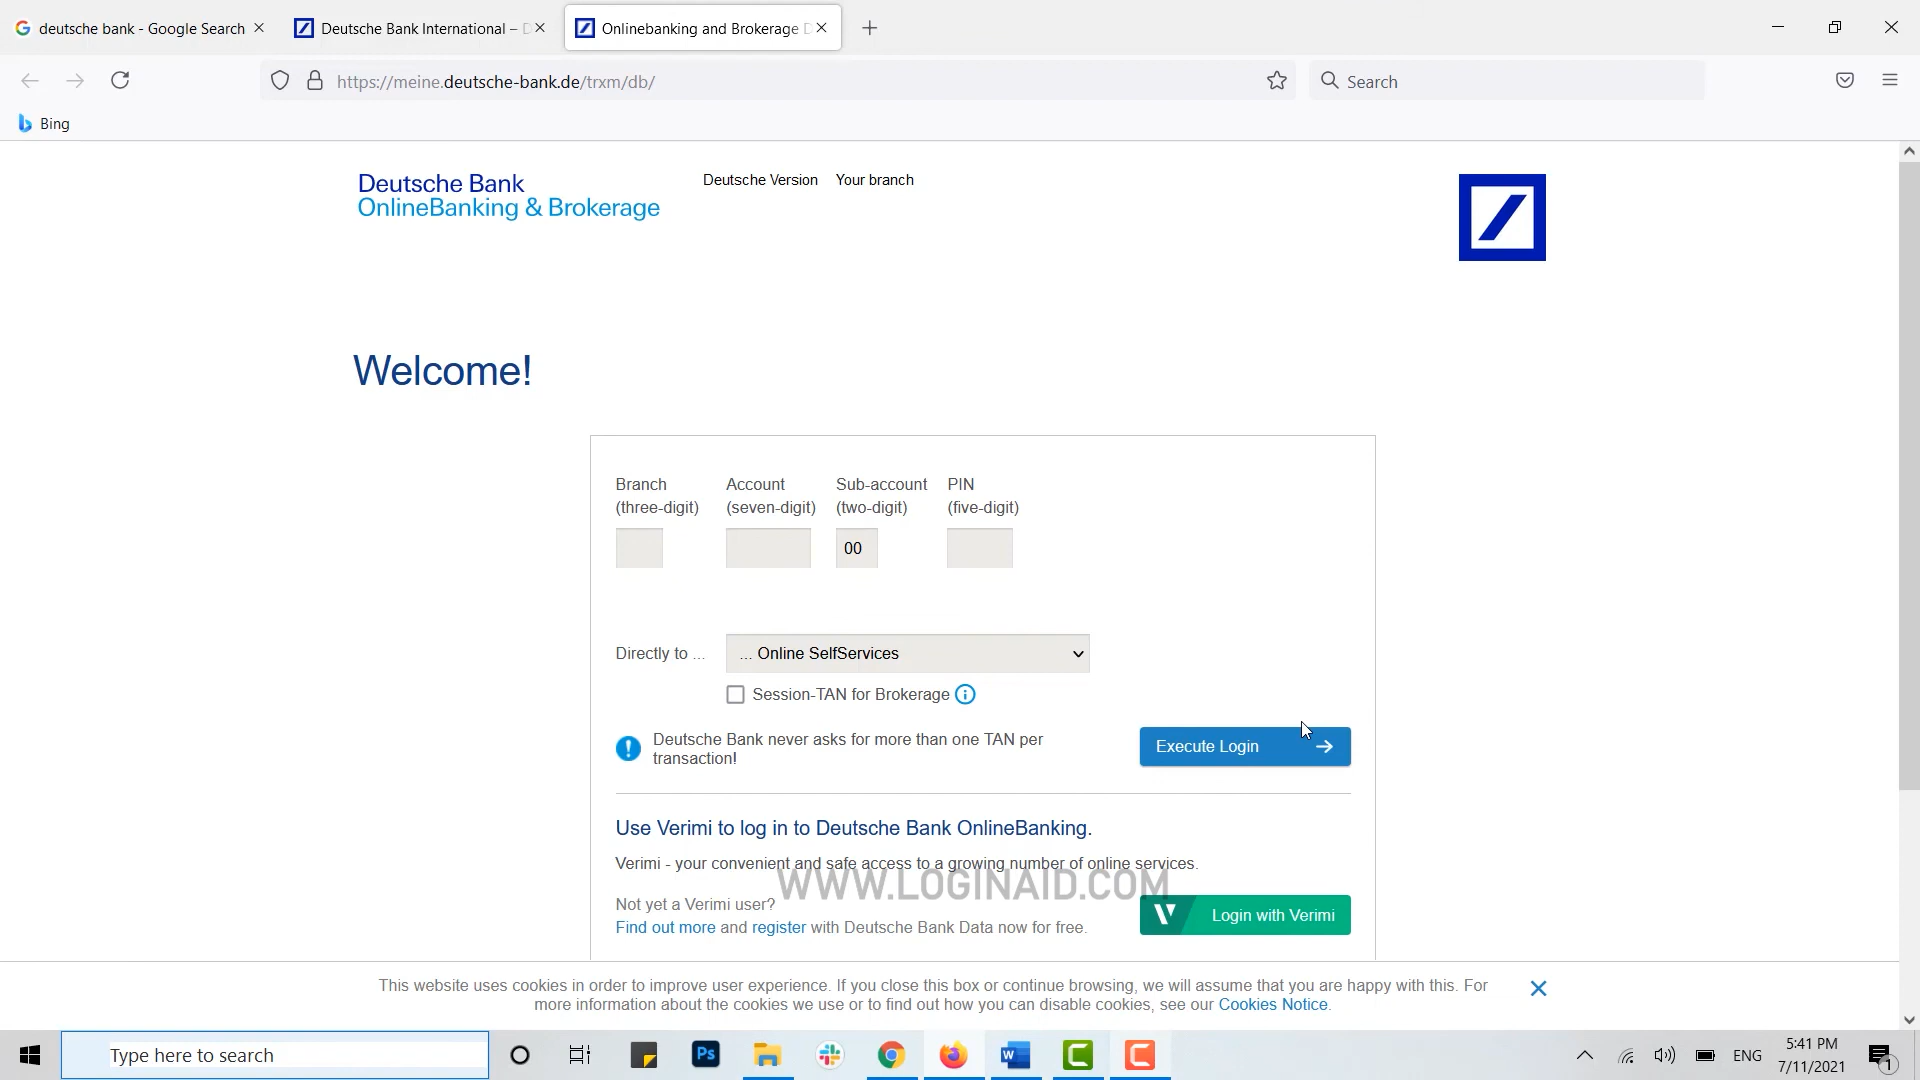 deutsche bank - Google Search
Deutsche Bank International –
Onlinebanking and Brokerage
https://meine.deutsche-bank.de/trxm/db/
Search
Bing
Deutsche Bank
OnlineBanking & Brokerage
Deutsche Version Your branch
Welcome!
Branch Account Sub-account PIN
(three-digit) (seven-digit) (two-digit) (five-digit)
00
Directly to ... ... Online SelfServices
Session-TAN for Brokerage
Deutsche Bank never asks for more than one TAN per
transaction!
Execute Login
Use Verimi to log in to Deutsche Bank OnlineBanking.
Verimi - your convenient and safe access to a growing number of online services.
WWW.LOGINAID.COM
Not yet a Verimi user?
Find out more and register with Deutsche Bank Data now for free.
Login with Verimi
This website uses cookies in order to improve user experience. If you close this box or continue browsing, we will assume that you are happy with this. For
more information about the cookies we use or to find out how you can disable cookies, see our Cookies Notice.
Type here to search
Ps
W
ENG
5:41 PM
7/11/2021
1